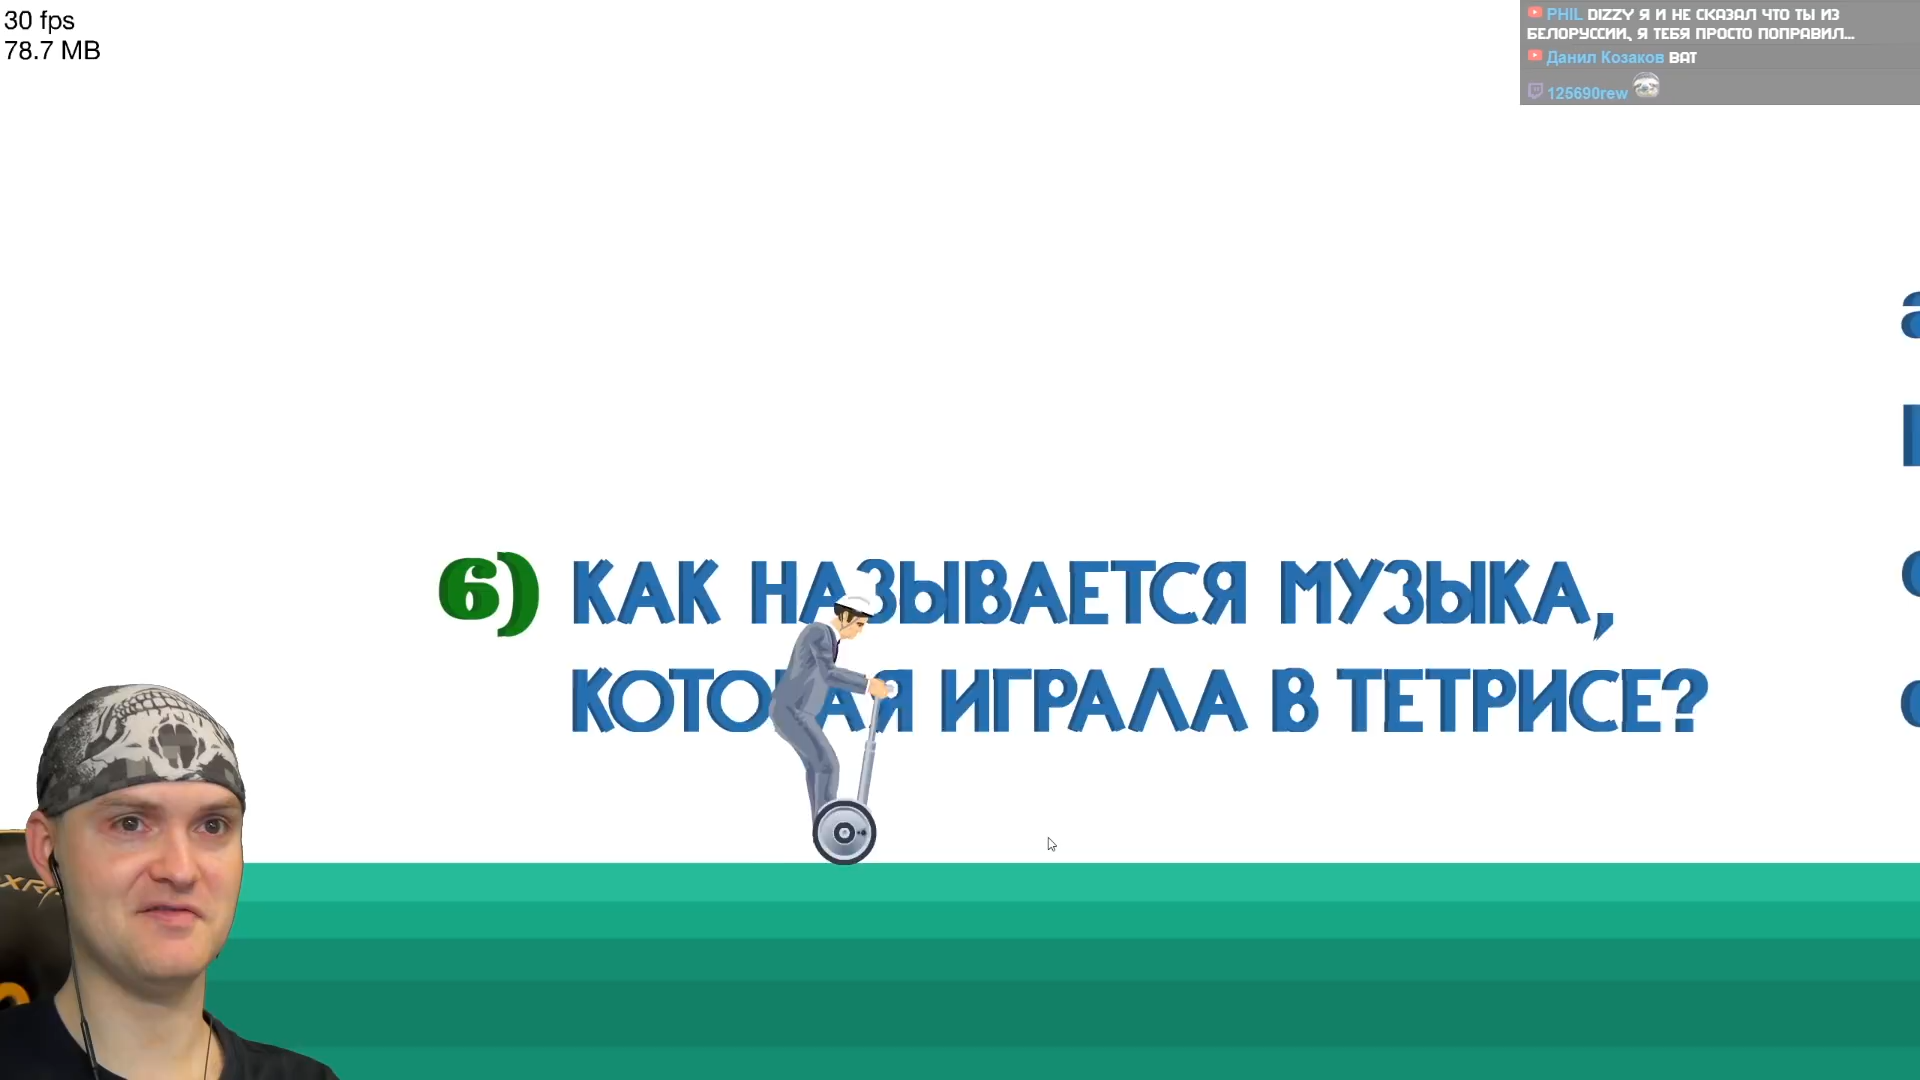 30 fps
78.7 MB
PHIL DIZZY Я И НЕ СКАЗАЛ ЧТО ТЫ ИЗ
БЕЛОРУССИИ, Я ТЕБЯ ПРОСТО ПОПРАВИЛ...
Данил Козаков ВАТ
125690rew
6) КАК НАЗЫВАЕТСЯ МУЗЫКА,
КОТОРАЯ ИГРАЛА В ТЕТРИСЕ?